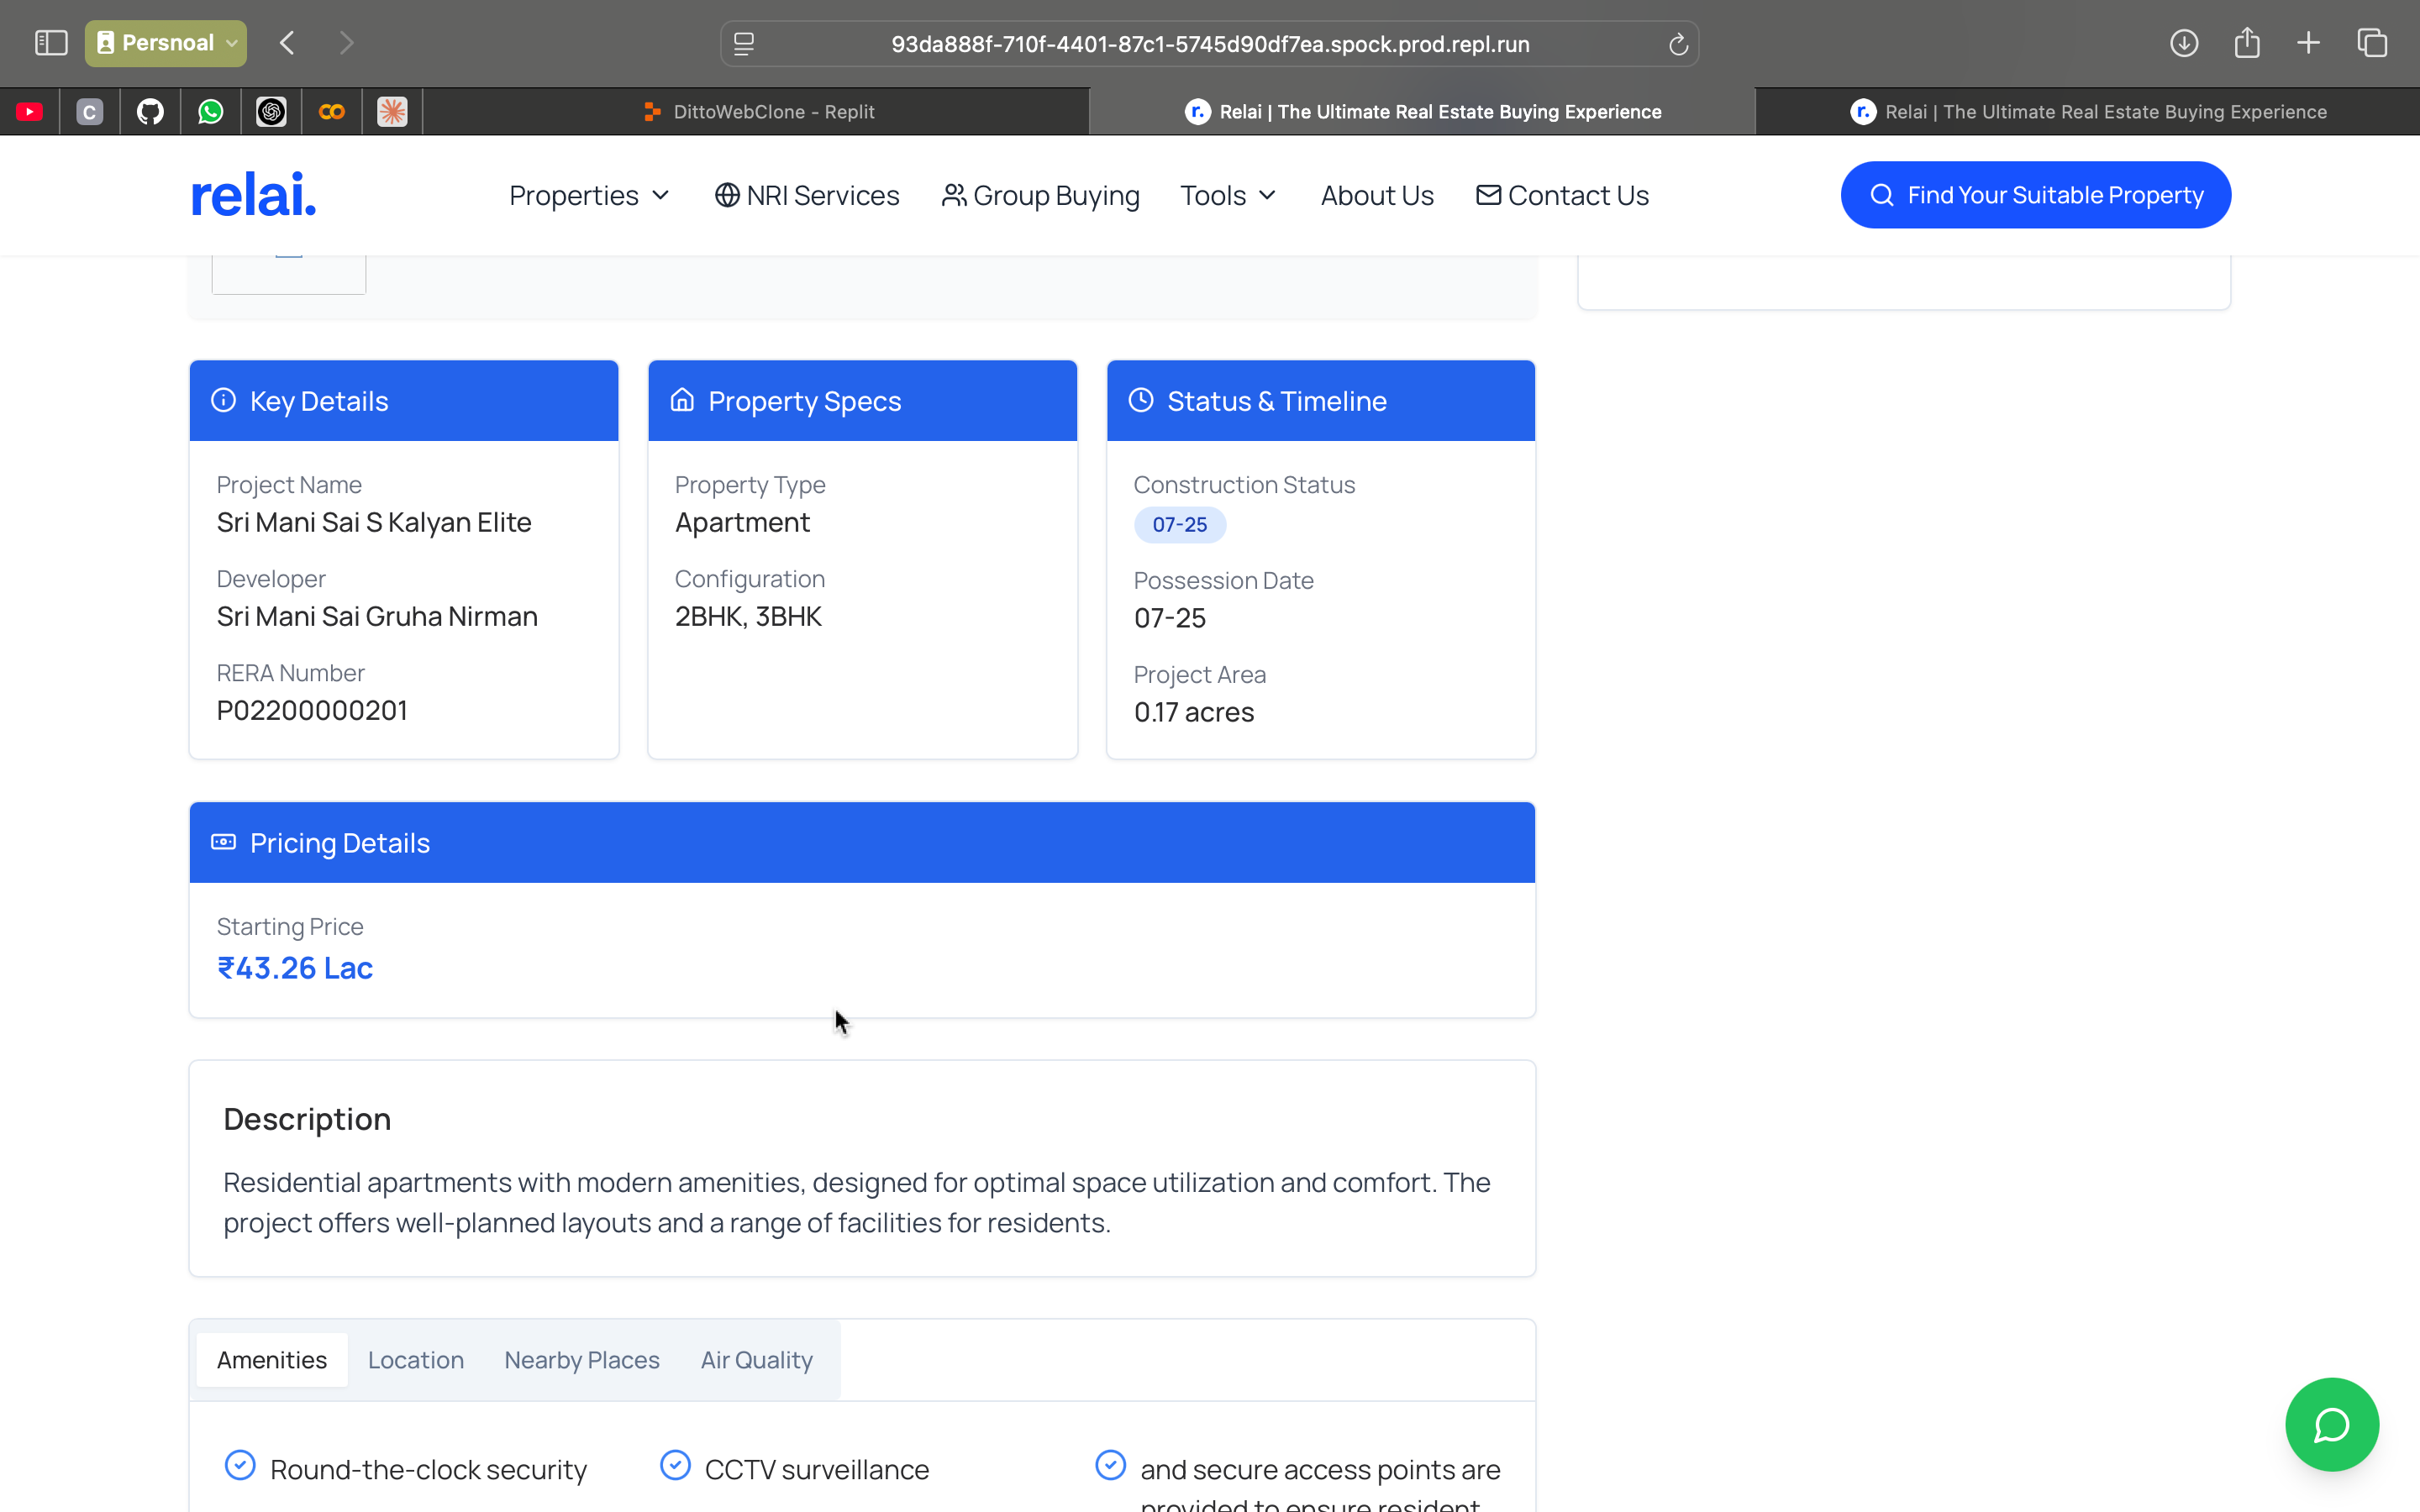 Persnoal
93da888f-710f-4401-87c1-5745d90df7ea.spock.prod.repl.run
C
DittoWebClone - Replit
r. Relai | The Ultimate Real Estate Buying Experience
r. Relai | The Ultimate Real Estate Buying Experience
relai.
Properties
NRI Services
Group Buying
Tools
About Us
Contact Us
Find Your Suitable Property
Key Details
Project Name
Sri Mani Sai S Kalyan Elite
Developer
Sri Mani Sai Gruha Nirman
RERA Number
P02200000201
Property Specs
Property Type
Apartment
Configuration
2BHK, 3BHK
Status & Timeline
Construction Status
07-25
Possession Date
07-25
Project Area
0.17 acres
Pricing Details
Starting Price
₹43.26 Lac
Description
Residential apartments with modern amenities, designed for optimal space utilization and comfort. The
project offers well-planned layouts and a range of facilities for residents.
Amenities
Location
Nearby Places
Air Quality
Round-the-clock security
CCTV surveillance
and secure access points are
provided to ensure resident